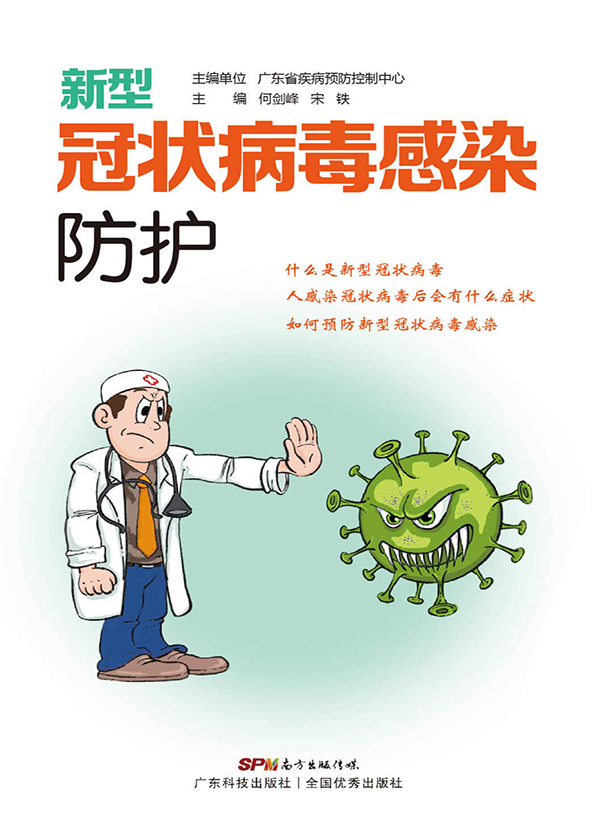 新型
主编单位 广东省疾病预防控制中心
主 编 何剑峰 宋 铁
冠状病毒感染
防护
什么是新型冠状病毒
人感染冠状病毒后会有什么症状
如何预防新型冠状病毒感染
SPM 南方出版传媒
广东科技出版社|全国优秀出版社